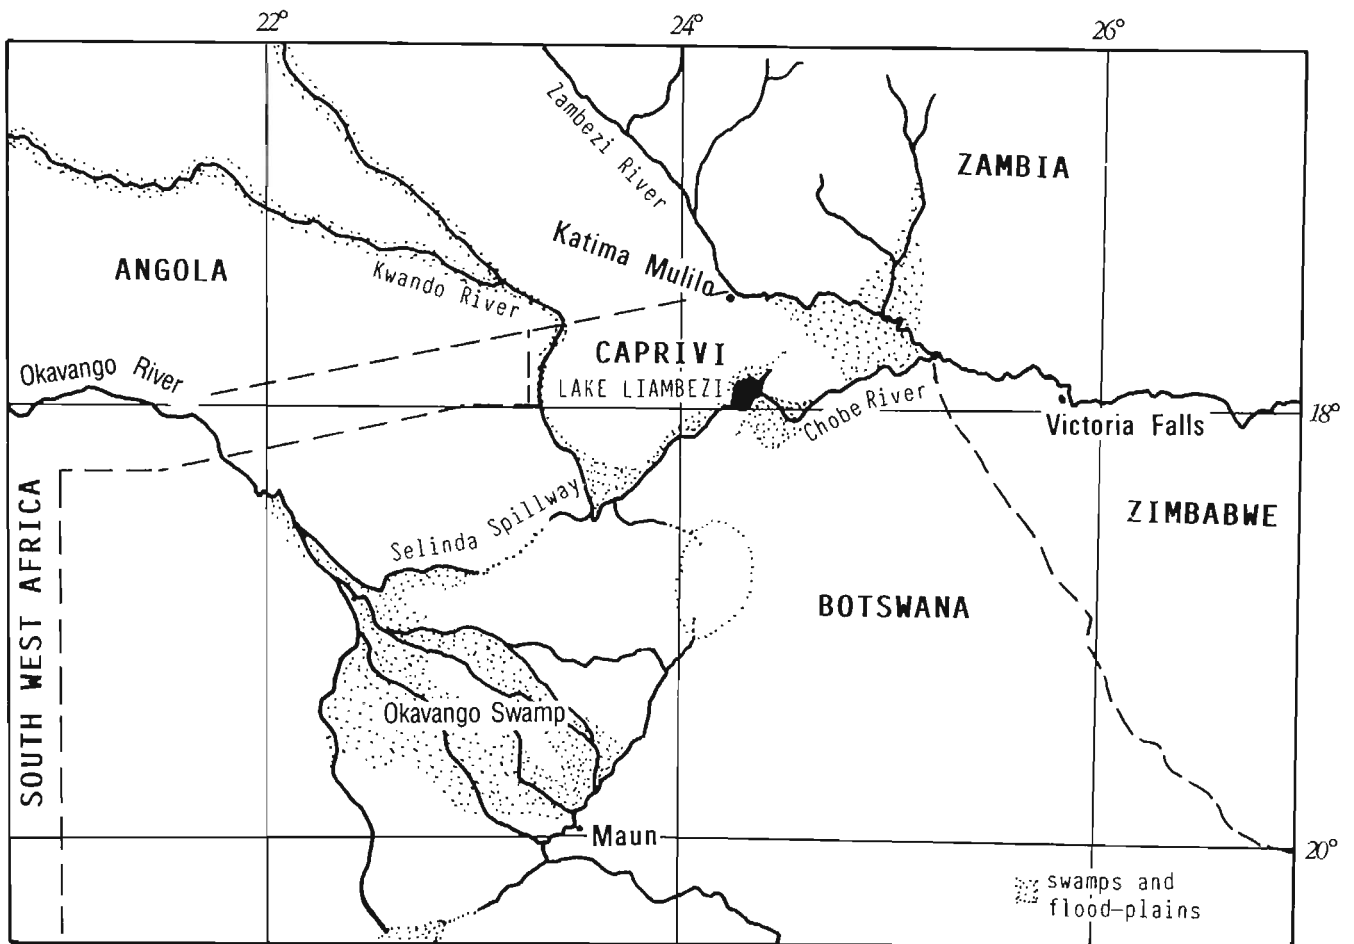 22°
24°
26°
Zambezi River
ZAMBIA
Katima Mulilo
ANGOLA
Kwando River
CAPRIVI
Okavango River
LAKE LIAMBEZI
Chobe River
Victoria Falls
18°
SOUTH WEST AFRICA
Selinda Spillway
ZIMBABWE
BOTSWANA
Okavango Swamp
Maun
20°
swamps and
flood-plains